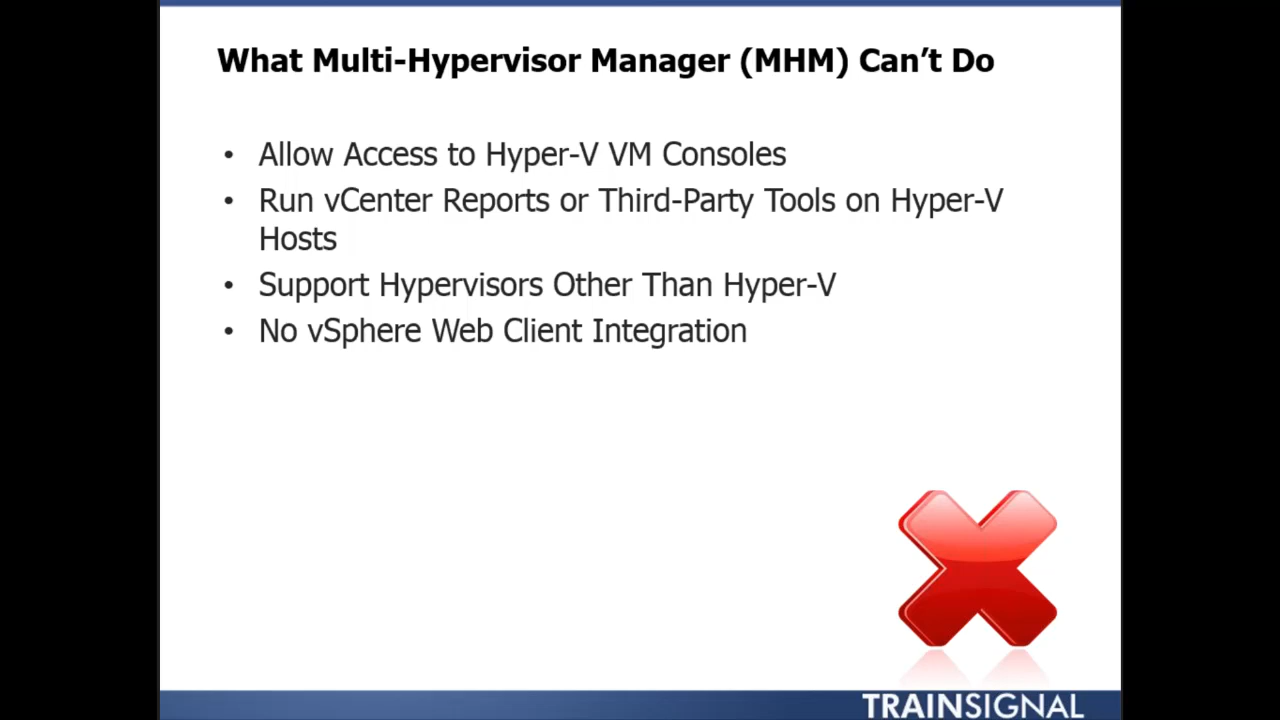 What Multi-Hypervisor Manager (MHM) Can’t Do
• Allow Access to Hyper-V VM Consoles
• Run vCenter Reports or Third-Party Tools on Hyper-V
Hosts
• Support Hypervisors Other Than Hyper-V
• No vSphere Web Client Integration
TRAINSIGNAL